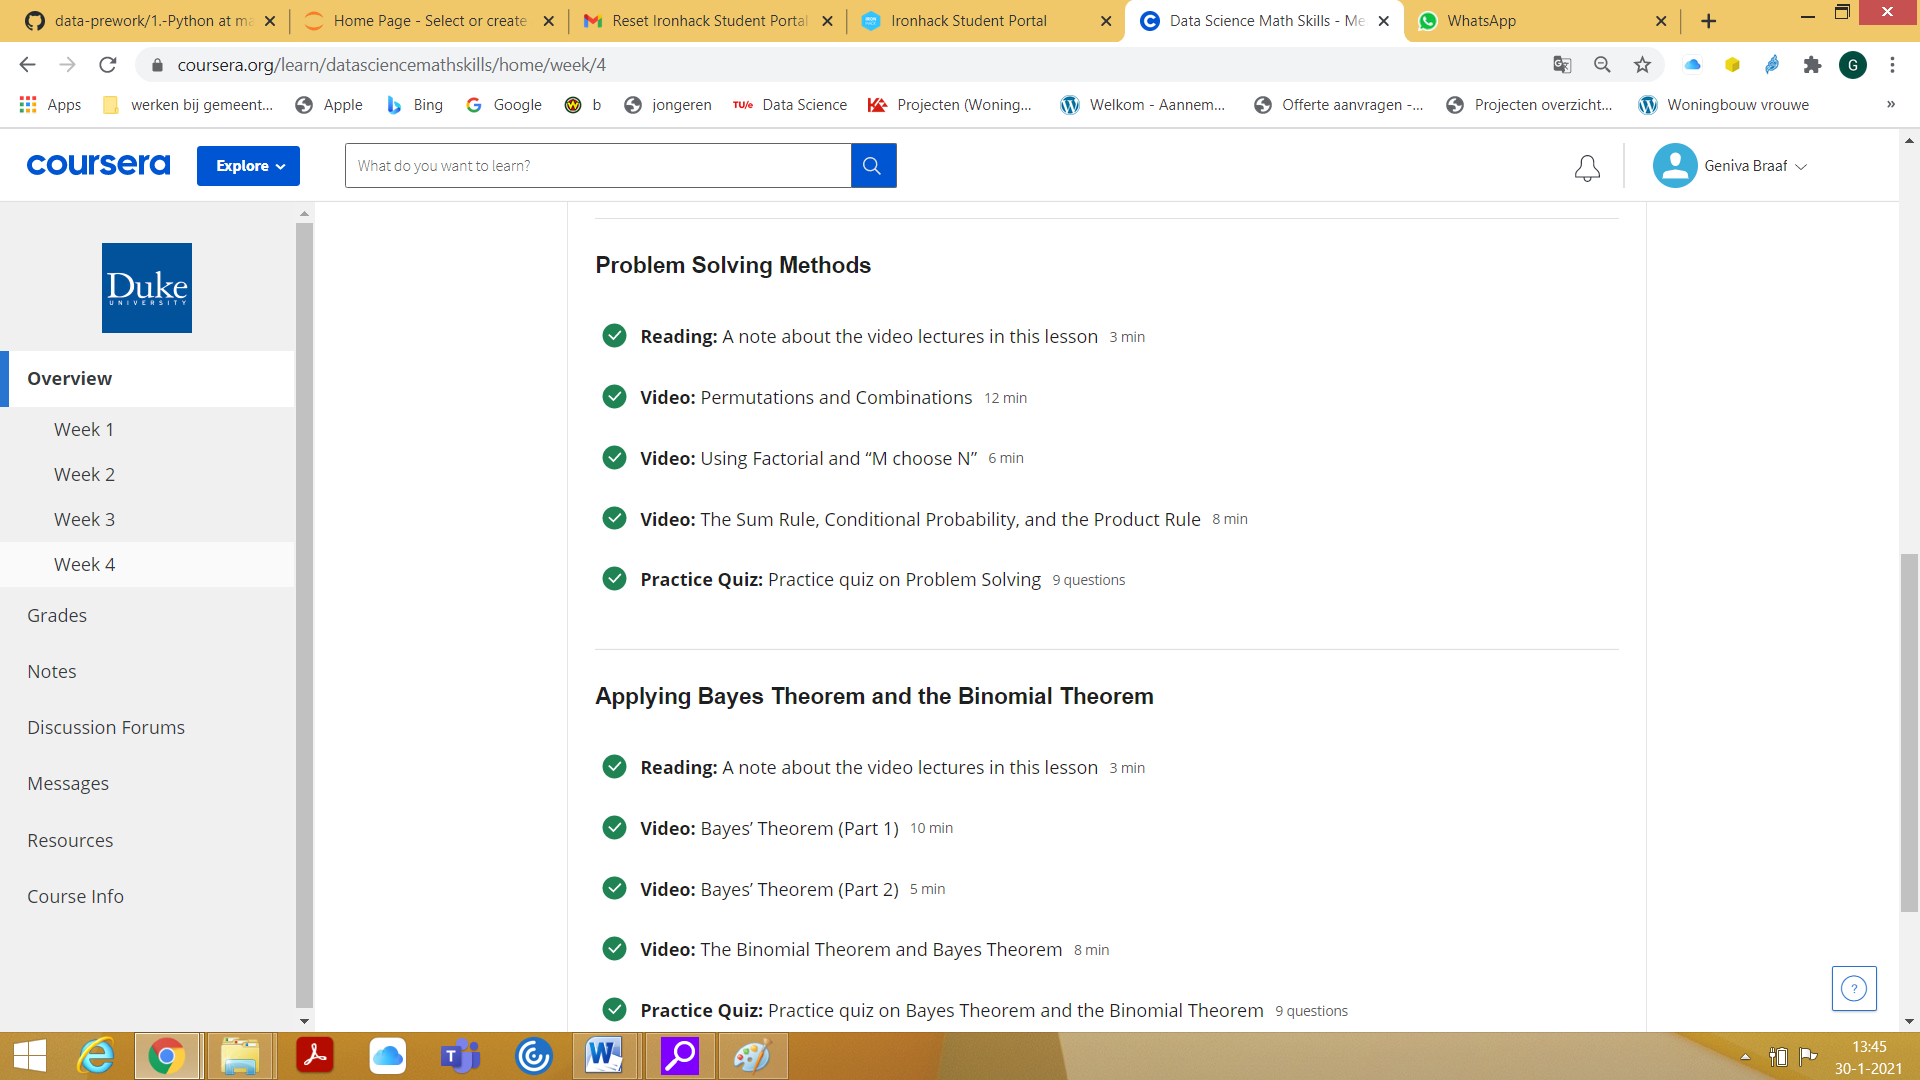 data-prework/1.-Python at ma
Home Page - Select or create
Reset Ironhack Student Portal
Ironhack Student Portal
Data Science Math Skills - Me
WhatsApp
coursera.org/learn/datasciencemathskills/home/week/4
G
Apps
werken bij gemeent...
Apple
Bing
Google
b
jongeren
TU/e Data Science
Projecten (Woning...
Welkom - Aannem...
Offerte aanvragen -...
Projecten overzicht...
Woningbouw vrouwe
»
coursera
Explore
What do you want to learn?
Geniva Braaf
Duke
UNIVERSITY
Overview
Week 1
Week 2
Week 3
Week 4
Grades
Notes
Discussion Forums
Messages
Resources
Course Info
Problem Solving Methods
Reading: A note about the video lectures in this lesson 3 min
Video: Permutations and Combinations 12 min
Video: Using Factorial and “M choose N” 6 min
Video: The Sum Rule, Conditional Probability, and the Product Rule 8 min
Practice Quiz: Practice quiz on Problem Solving 9 questions
Applying Bayes Theorem and the Binomial Theorem
Reading: A note about the video lectures in this lesson 3 min
Video: Bayes’ Theorem (Part 1) 10 min
Video: Bayes’ Theorem (Part 2) 5 min
Video: The Binomial Theorem and Bayes Theorem 8 min
Practice Quiz: Practice quiz on Bayes Theorem and the Binomial Theorem 9 questions
?
13:45
30-1-2021